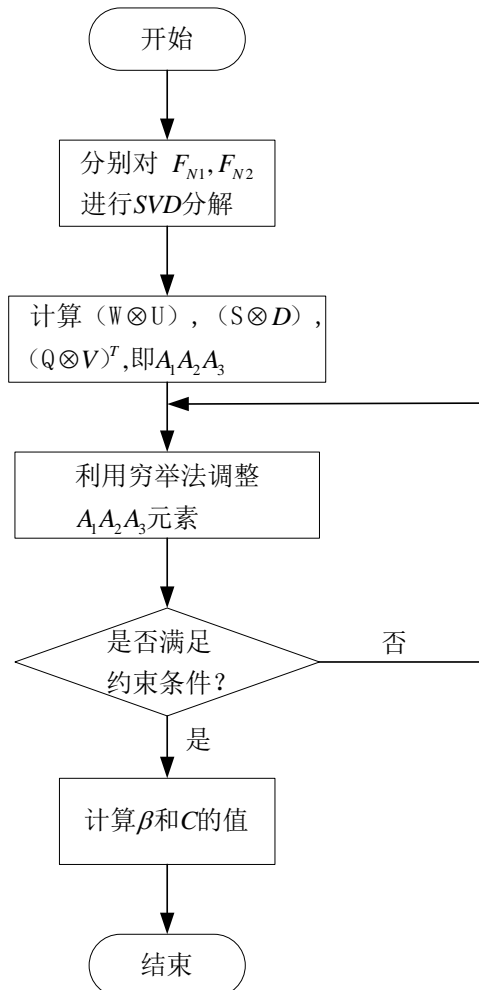 开始
分别对 F_{N1},F_{N2}
进行SVD分解
计算（W⊗U），（S⊗D），
（Q⊗V）^T,即A_1A_2A_3
利用穷举法调整
A_1A_2A_3元素
是否满足
约束条件？
否
是
计算β和C的值
结束